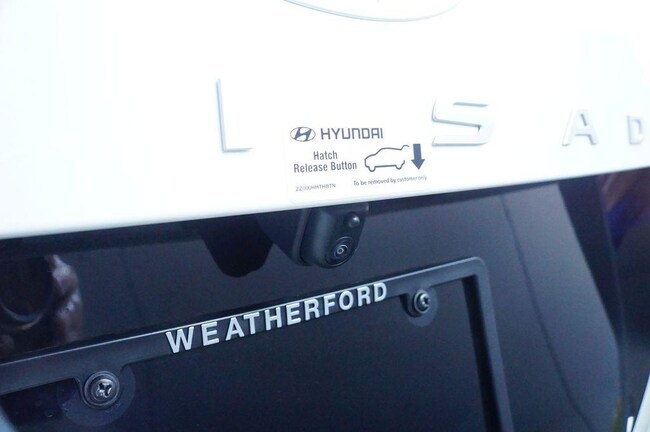 L I S A D
HYUNDAI
Hatch
Release Button
To be removed by customer only.
WEATHERFORD